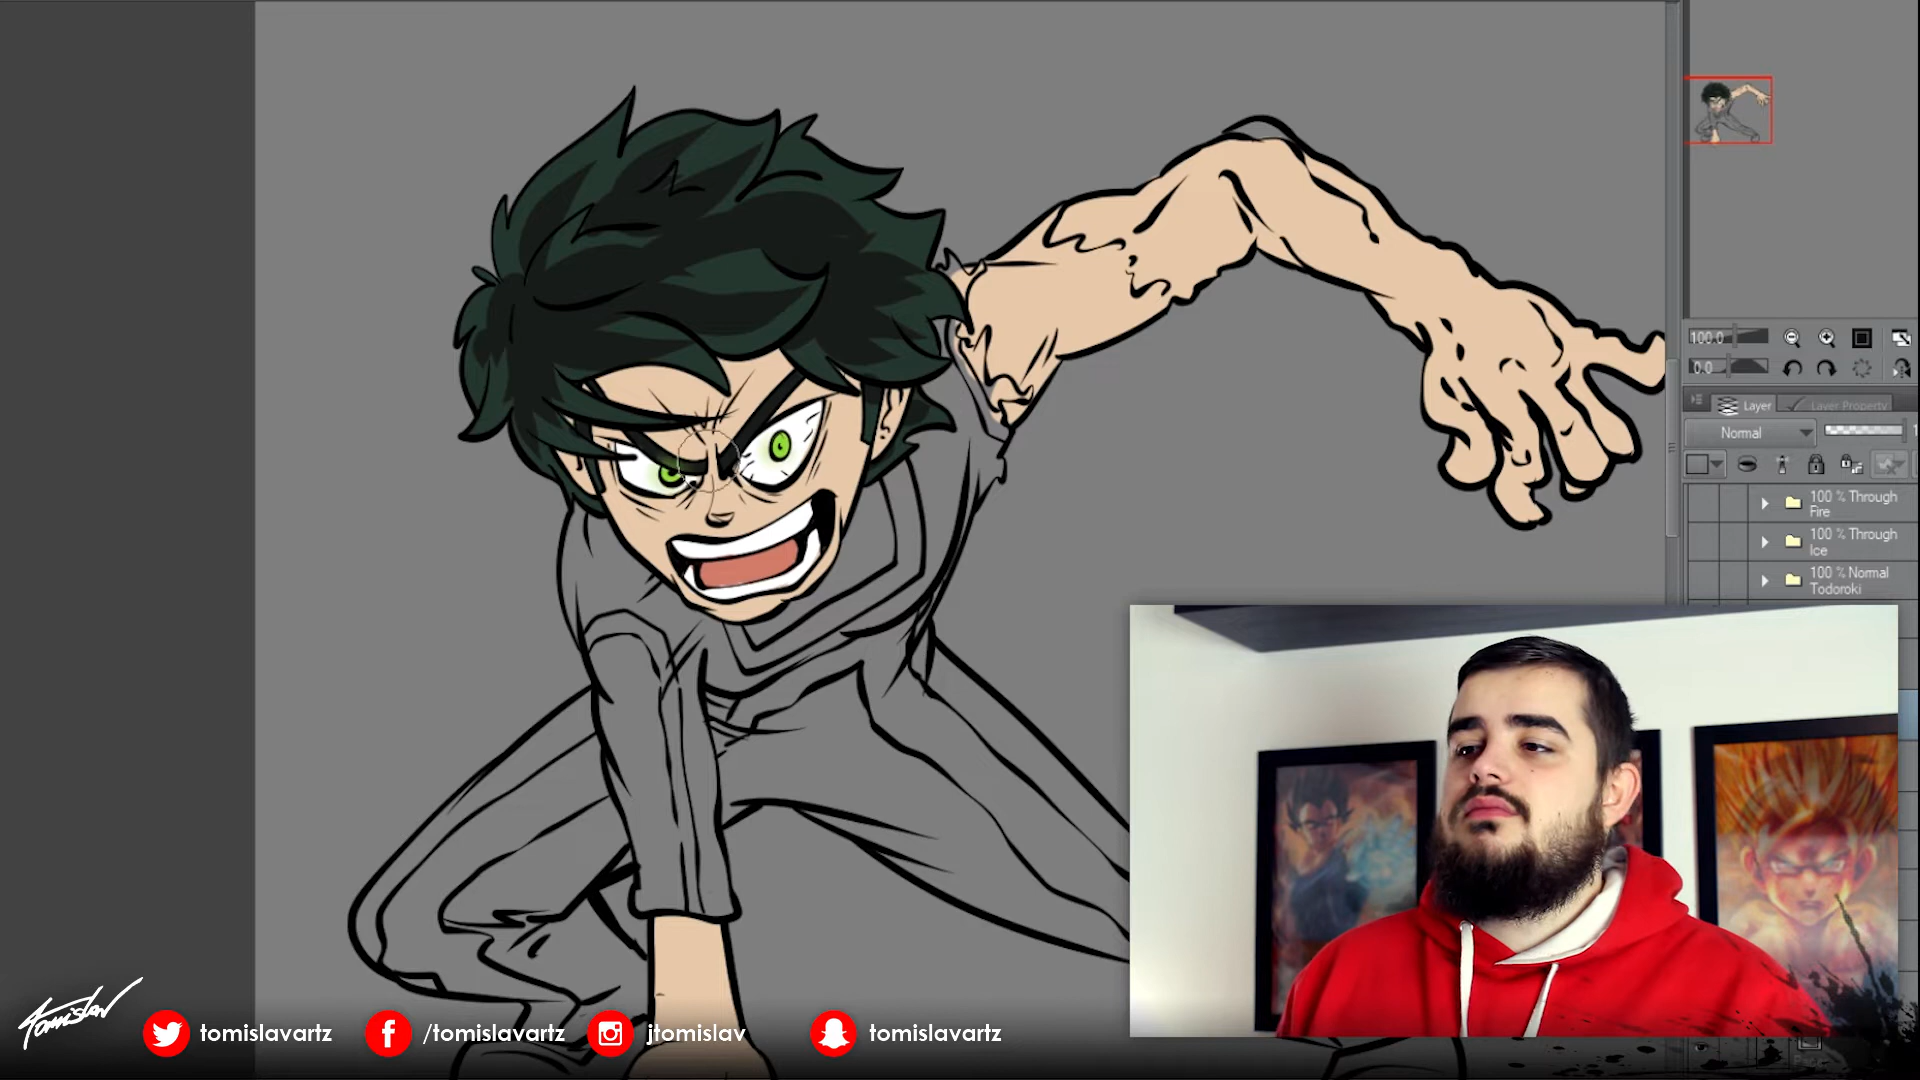 100.0
0.0
Layer
Layer Property
Normal
100 % Through
Fire
100 % Through
Ice
100 % Normal
Todoroki
Tomislav
tomislavartz
/tomislavartz
jtomislav
tomislavartz